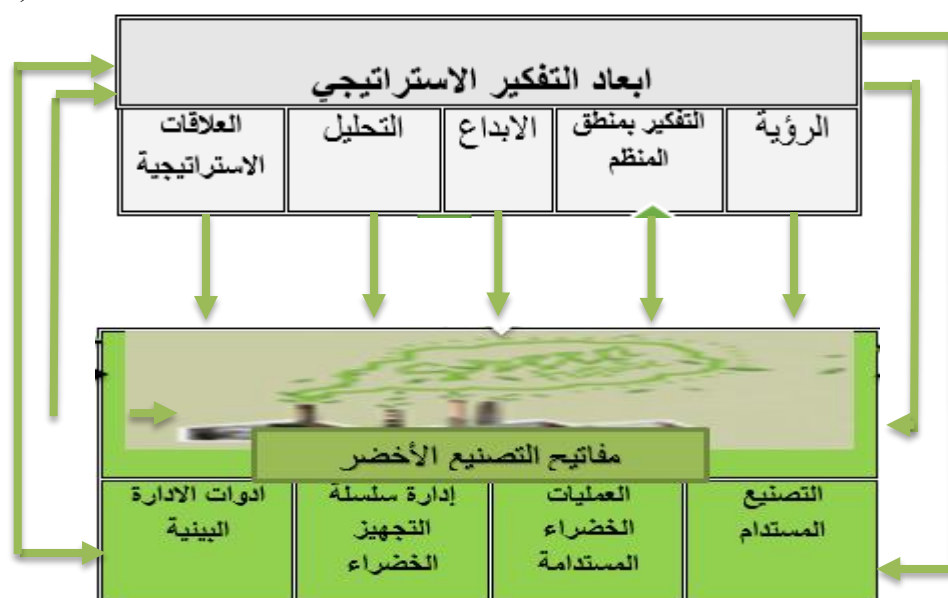 ابعاد التفكير الاستراتيجي
الرؤية
التفكير بمنطق
المنظم
الابداع
التحليل
العلاقات
الاستراتيجية
مفاتيح التصنيع الأخضر
التصنيع
المستدام
العمليات
الخضراء
المستدامة
إدارة سلسلة
التجهيز
الخضراء
ادوات الادارة
البينية